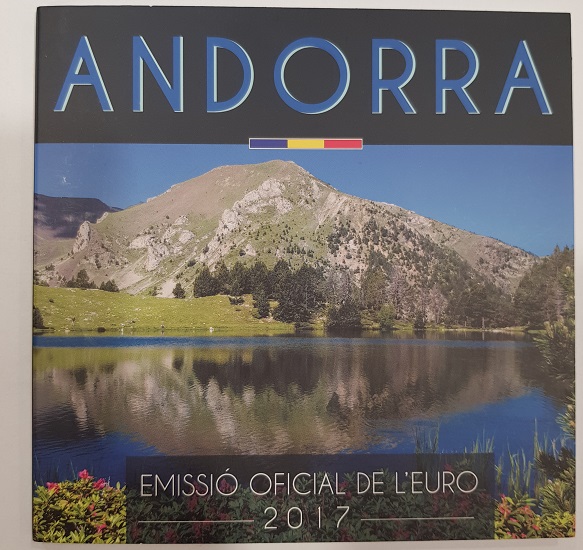 ANDORRA
EMISSIÓ OFICIAL DE L'EURO
2017